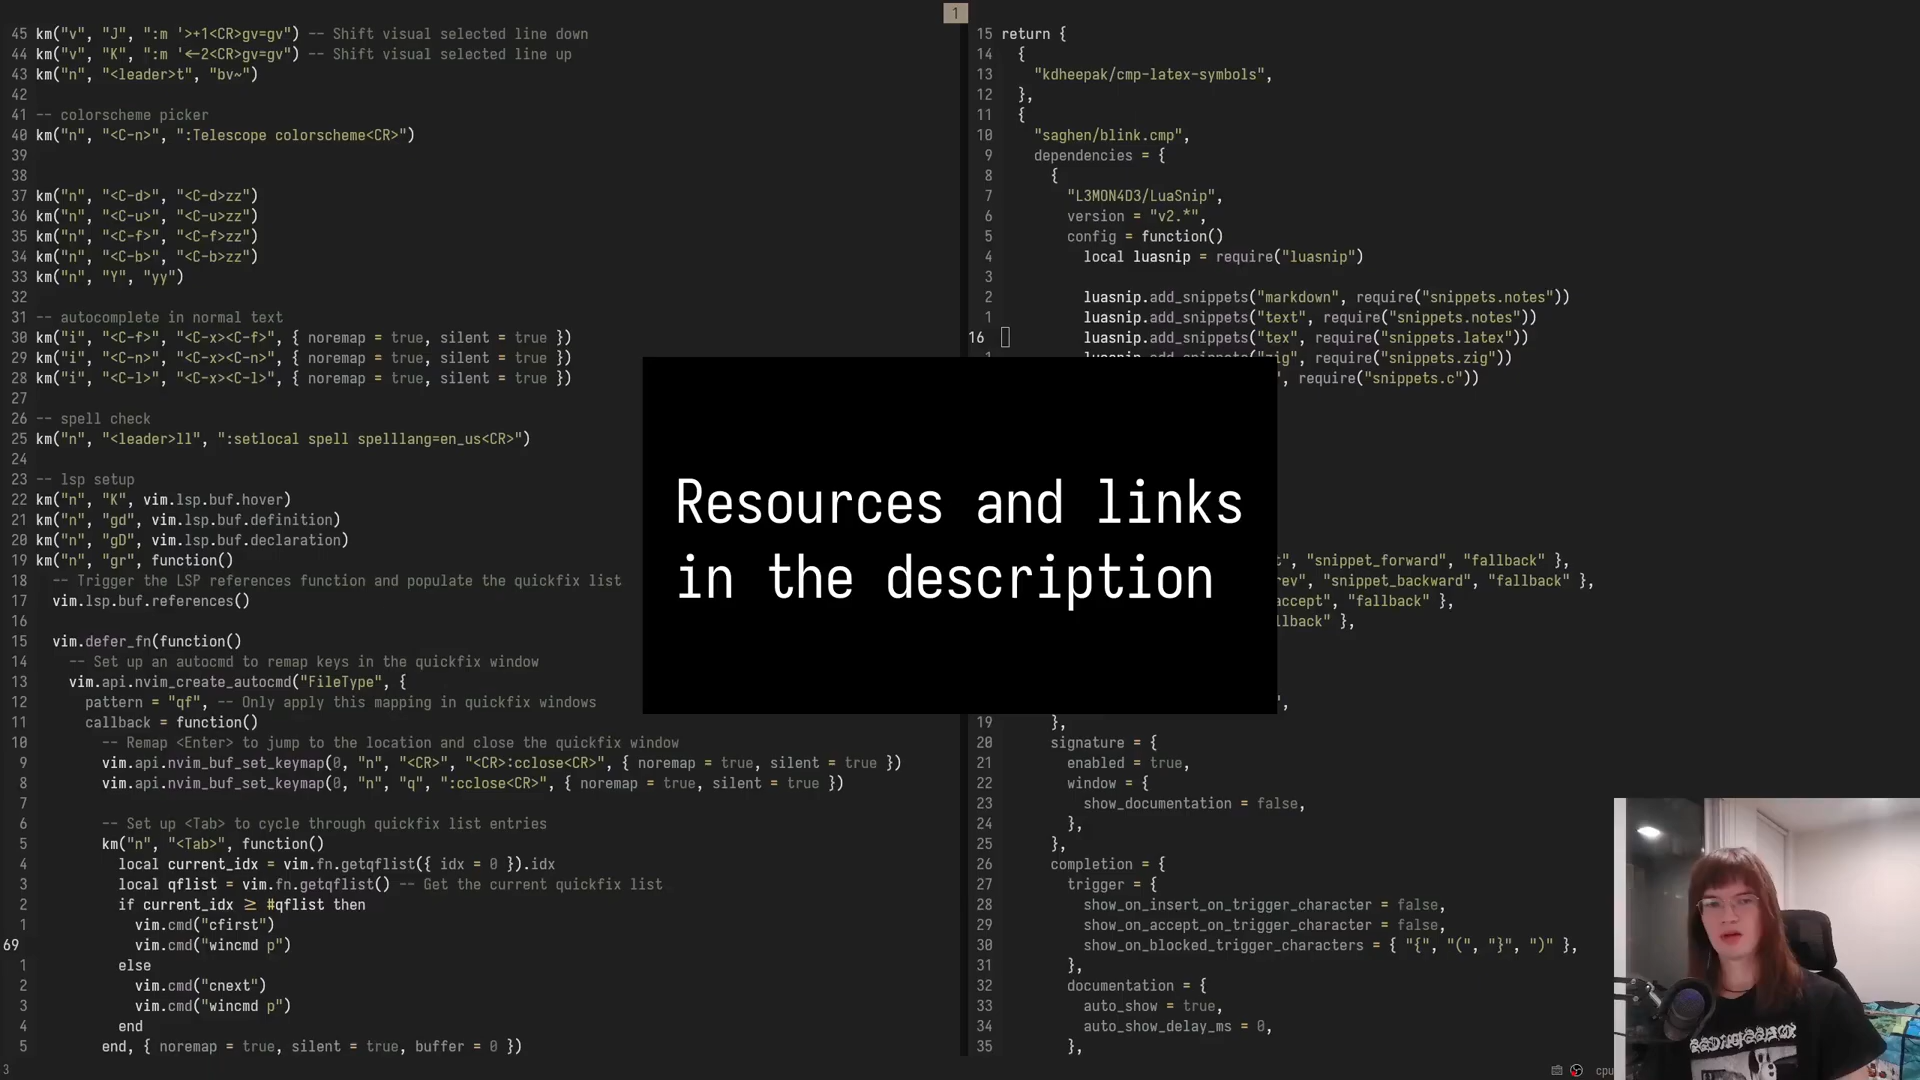 1
45 km("v", "J", ":m '>+1<CR>gv=gv") -- Shift visual selected line down
44 km("v", "K", ":m '<-2<CR>gv=gv") -- Shift visual selected line up
43 km("n", "<leader>t", "bv~")
42
41 -- colorscheme picker
40 km("n", "<C-n>", ":Telescope colorscheme<CR>")
39
38
37 km("n", "<C-d>", "<C-d>zz")
36 km("n", "<C-u>", "<C-u>zz")
35 km("n", "<C-f>", "<C-f>zz")
34 km("n", "<C-b>", "<C-b>zz")
33 km("n", "Y", "yy")
32
31 -- autocomplete in normal text
30 km("i", "<C-f>", "<C-x><C-f>", { noremap = true, silent = true })
29 km("i", "<C-n>", "<C-x><C-n>", { noremap = true, silent = true })
28 km("i", "<C-l>", "<C-x><C-l>", { noremap = true, silent = true })
27
26 -- spell check
25 km("n", "<leader>ll", ":setlocal spell spelllang=en_us<CR>")
24
23 -- lsp setup
22 km("n", "K", vim.lsp.buf.hover)
21 km("n", "gd", vim.lsp.buf.definition)
20 km("n", "gD", vim.lsp.buf.declaration)
19 km("n", "gr", function()
18 -- Trigger the LSP references function and populate the quickfix list
17 vim.lsp.buf.references()
16
15 vim.defer_fn(function()
14 -- Set up an autocmd to remap keys in the quickfix window
13 vim.api.nvim_create_autocmd("FileType", {
12 pattern = "qf", -- Only apply this mapping in quickfix windows
11 callback = function()
10 -- Remap <Enter> to jump to the location and close the quickfix window
9 vim.api.nvim_buf_set_keymap(0, "n", "<CR>", "<CR>:cclose<CR>", { noremap = true, silent = true })
8 vim.api.nvim_buf_set_keymap(0, "n", "q", ":cclose<CR>", { noremap = true, silent = true })
7
6 -- Set up <Tab> to cycle through quickfix list entries
5 km("n", "<Tab>", function()
4 local current_idx = vim.fn.getqflist({ idx = 0 }).idx
3 local qflist = vim.fn.getqflist() -- Get the current quickfix list
2 if current_idx ≥ #qflist then
1 vim.cmd("cfirst")
69 vim.cmd("wincmd p")
1 else
2 vim.cmd("cnext")
3 vim.cmd("wincmd p")
4 end
5 end, { noremap = true, silent = true, buffer = 0 })
3
15 return {
14 {
13 "kdheepak/cmp-latex-symbols",
12 },
11 {
10 "saghen/blink.cmp",
9 dependencies = {
8 {
7 "L3MON4D3/LuaSnip",
6 version = "v2.*",
5 config = function()
4 local luasnip = require("luasnip")
3
2 luasnip.add_snippets("markdown", require("snippets.notes"))
1 luasnip.add_snippets("text", require("snippets.notes"))
16 luasnip.add_snippets("tex", require("snippets.latex"))
1 luasnip.add_snippets("zig", require("snippets.zig"))
", require("snippets.c"))
Resources and links
in the description
t", "snippet_forward", "fallback" },
rev", "snippet_backward", "fallback" },
accept", "fallback" },
llback" },
",
19 },
20 signature = {
21 enabled = true,
22 window = {
23 show_documentation = false,
24 },
25 },
26 completion = {
27 trigger = {
28 show_on_insert_on_trigger_character = false,
29 show_on_accept_on_trigger_character = false,
30 show_on_blocked_trigger_characters = { "{", "(", "}", ")" },
31 },
32 documentation = {
33 auto_show = true,
34 auto_show_delay_ms = 0,
35 },
cpu